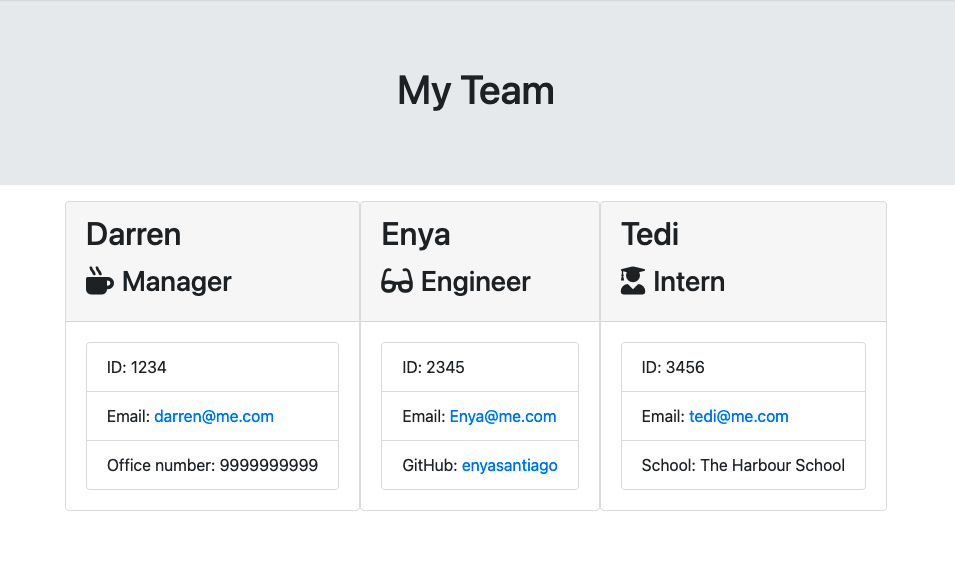 My Team
Darren
Manager
ID: 1234
Email: darren@me.com
Office number: 9999999999
Enya
Engineer
ID: 2345
Email: Enya@me.com
GitHub: enyasantiago
Tedi
Intern
ID: 3456
Email: tedi@me.com
School: The Harbour School